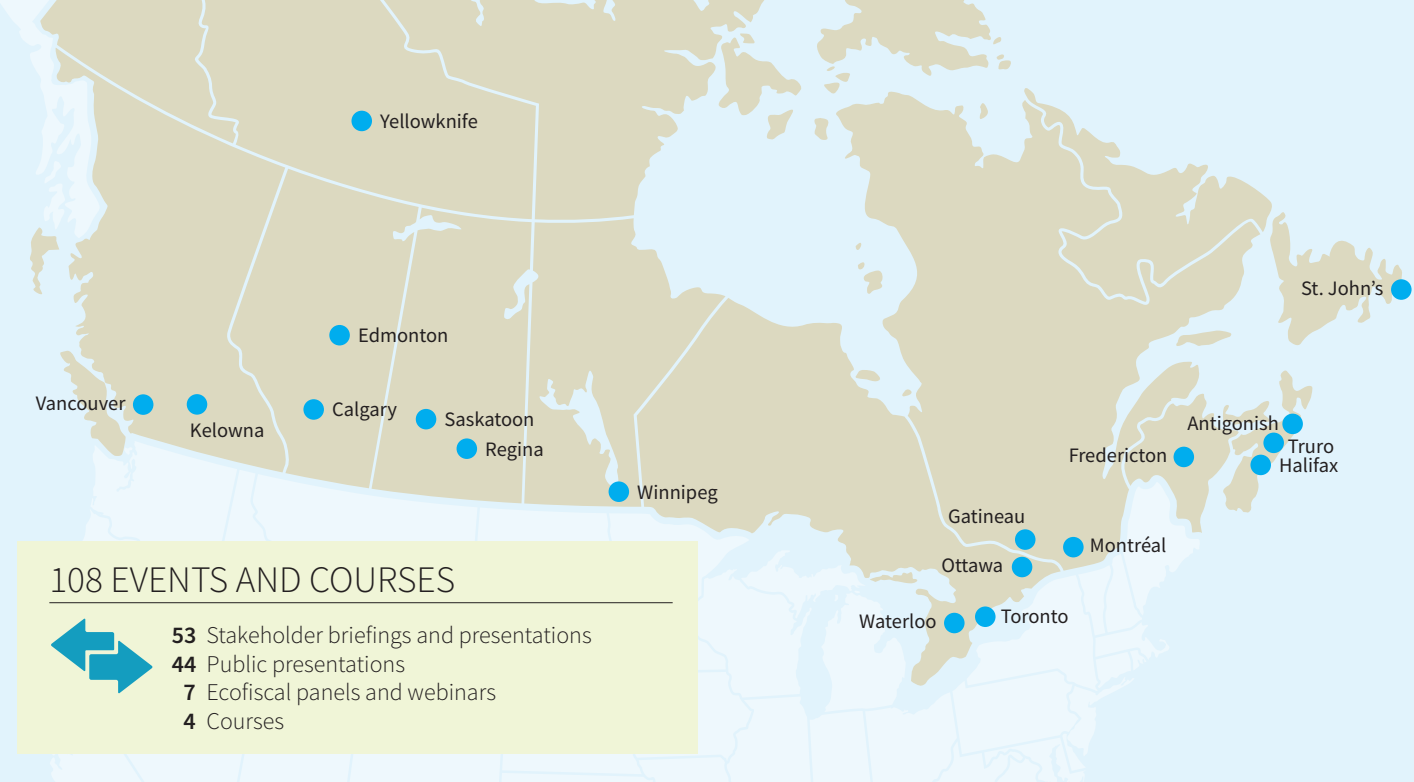 Yellowknife
St. John's
Edmonton
Vancouver
Kelowna
Calgary
Saskatoon
Regina
Antigonish
Truro
Halifax
Fredericton
Winnipeg
Gatineau
Montréal
Ottawa
Waterloo
Toronto
108 EVENTS AND COURSES
53 Stakeholder briefings and presentations
44 Public presentations
7 Ecofiscal panels and webinars
4 Courses